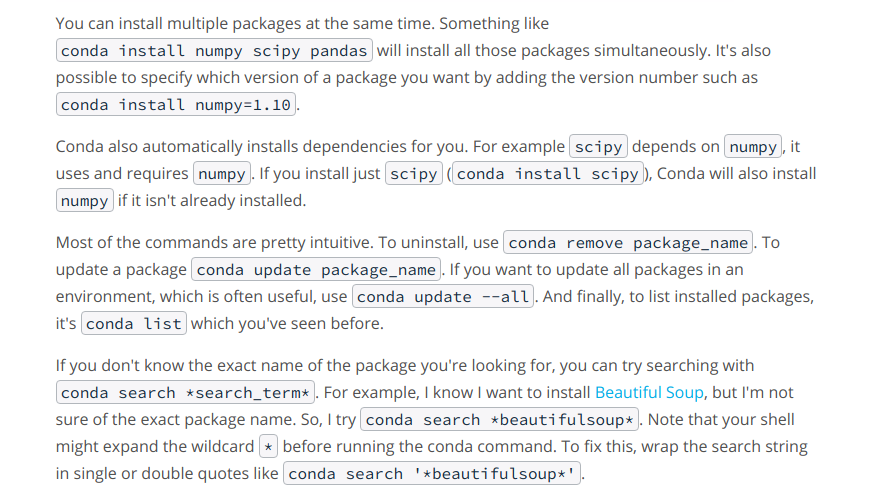 You can install multiple packages at the same time. Something like
conda install numpy scipy pandas will install all those packages simultaneously. It's also
possible to specify which version of a package you want by adding the version number such as
conda install numpy=1.10.
Conda also automatically installs dependencies for you. For example scipy depends on numpy, it
uses and requires numpy. If you install just scipy (conda install scipy), Conda will also install
numpy if it isn't already installed.
Most of the commands are pretty intuitive. To uninstall, use conda remove package_name. To
update a package conda update package_name. If you want to update all packages in an
environment, which is often useful, use conda update --all. And finally, to list installed packages,
it's conda list which you've seen before.
If you don't know the exact name of the package you're looking for, you can try searching with
conda search *search_term*. For example, I know I want to install Beautiful Soup, but I'm not
sure of the exact package name. So, I try conda search *beautifulsoup*. Note that your shell
might expand the wildcard * before running the conda command. To fix this, wrap the search string
in single or double quotes like conda search '*beautifulsoup*'.